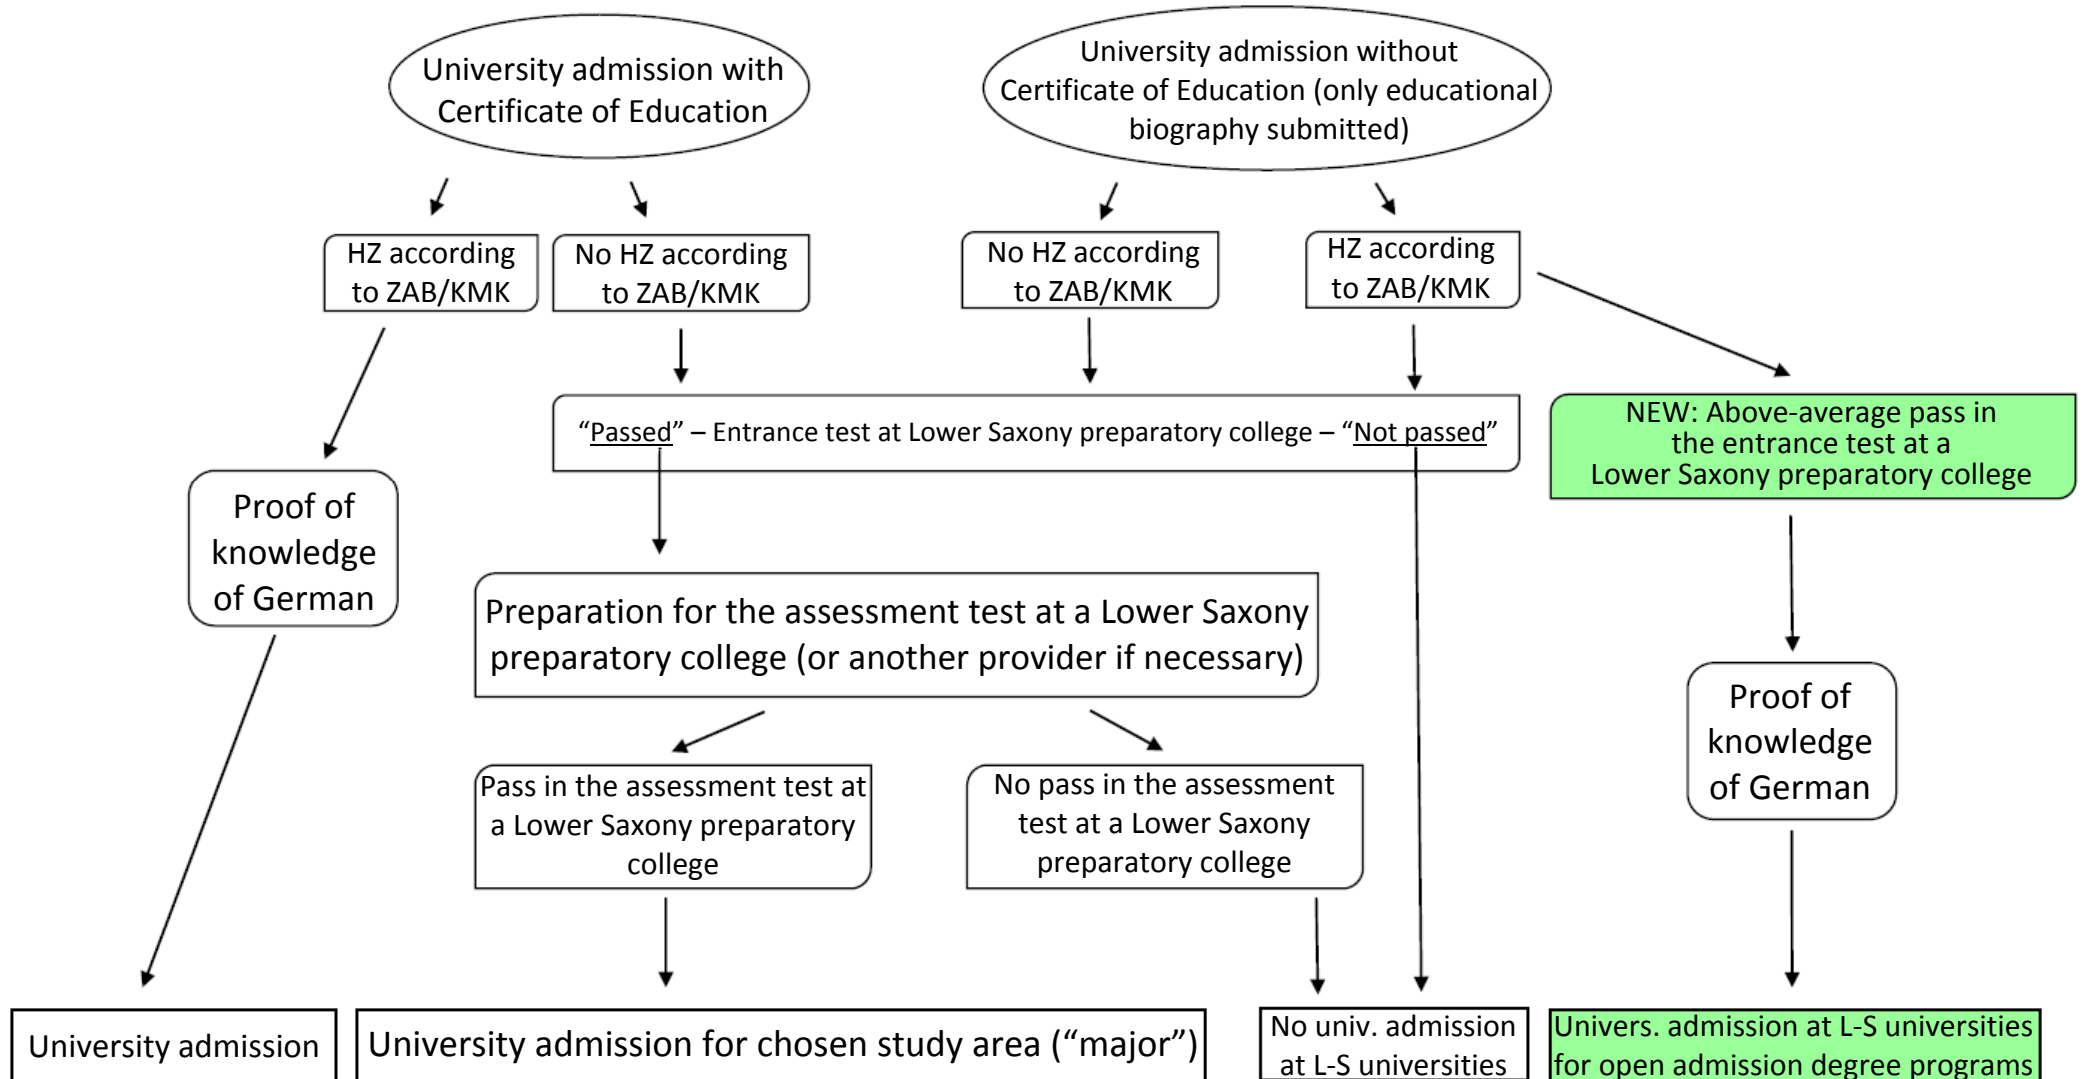 University admission with
Certificate of Education
University admission without
Certificate of Education (only educational
biography submitted)
HZ according
to ZAB/KMK
No HZ according
to ZAB/KMK
No HZ according
to ZAB/KMK
HZ according
to ZAB/KMK
“Passed” – Entrance test at Lower Saxony preparatory college – “Not passed”
NEW: Above-average pass in
the entrance test at a
Lower Saxony preparatory college
Proof of
knowledge
of German
Preparation for the assessment test at a Lower Saxony
preparatory college (or another provider if necessary)
Proof of
knowledge
of German
Pass in the assessment test at
a Lower Saxony preparatory
college
No pass in the assessment
test at a Lower Saxony
preparatory college
University admission
University admission for chosen study area (“major”)
No univ. admission
at L-S universities
Univers. admission at L-S universities
for open admission degree programs